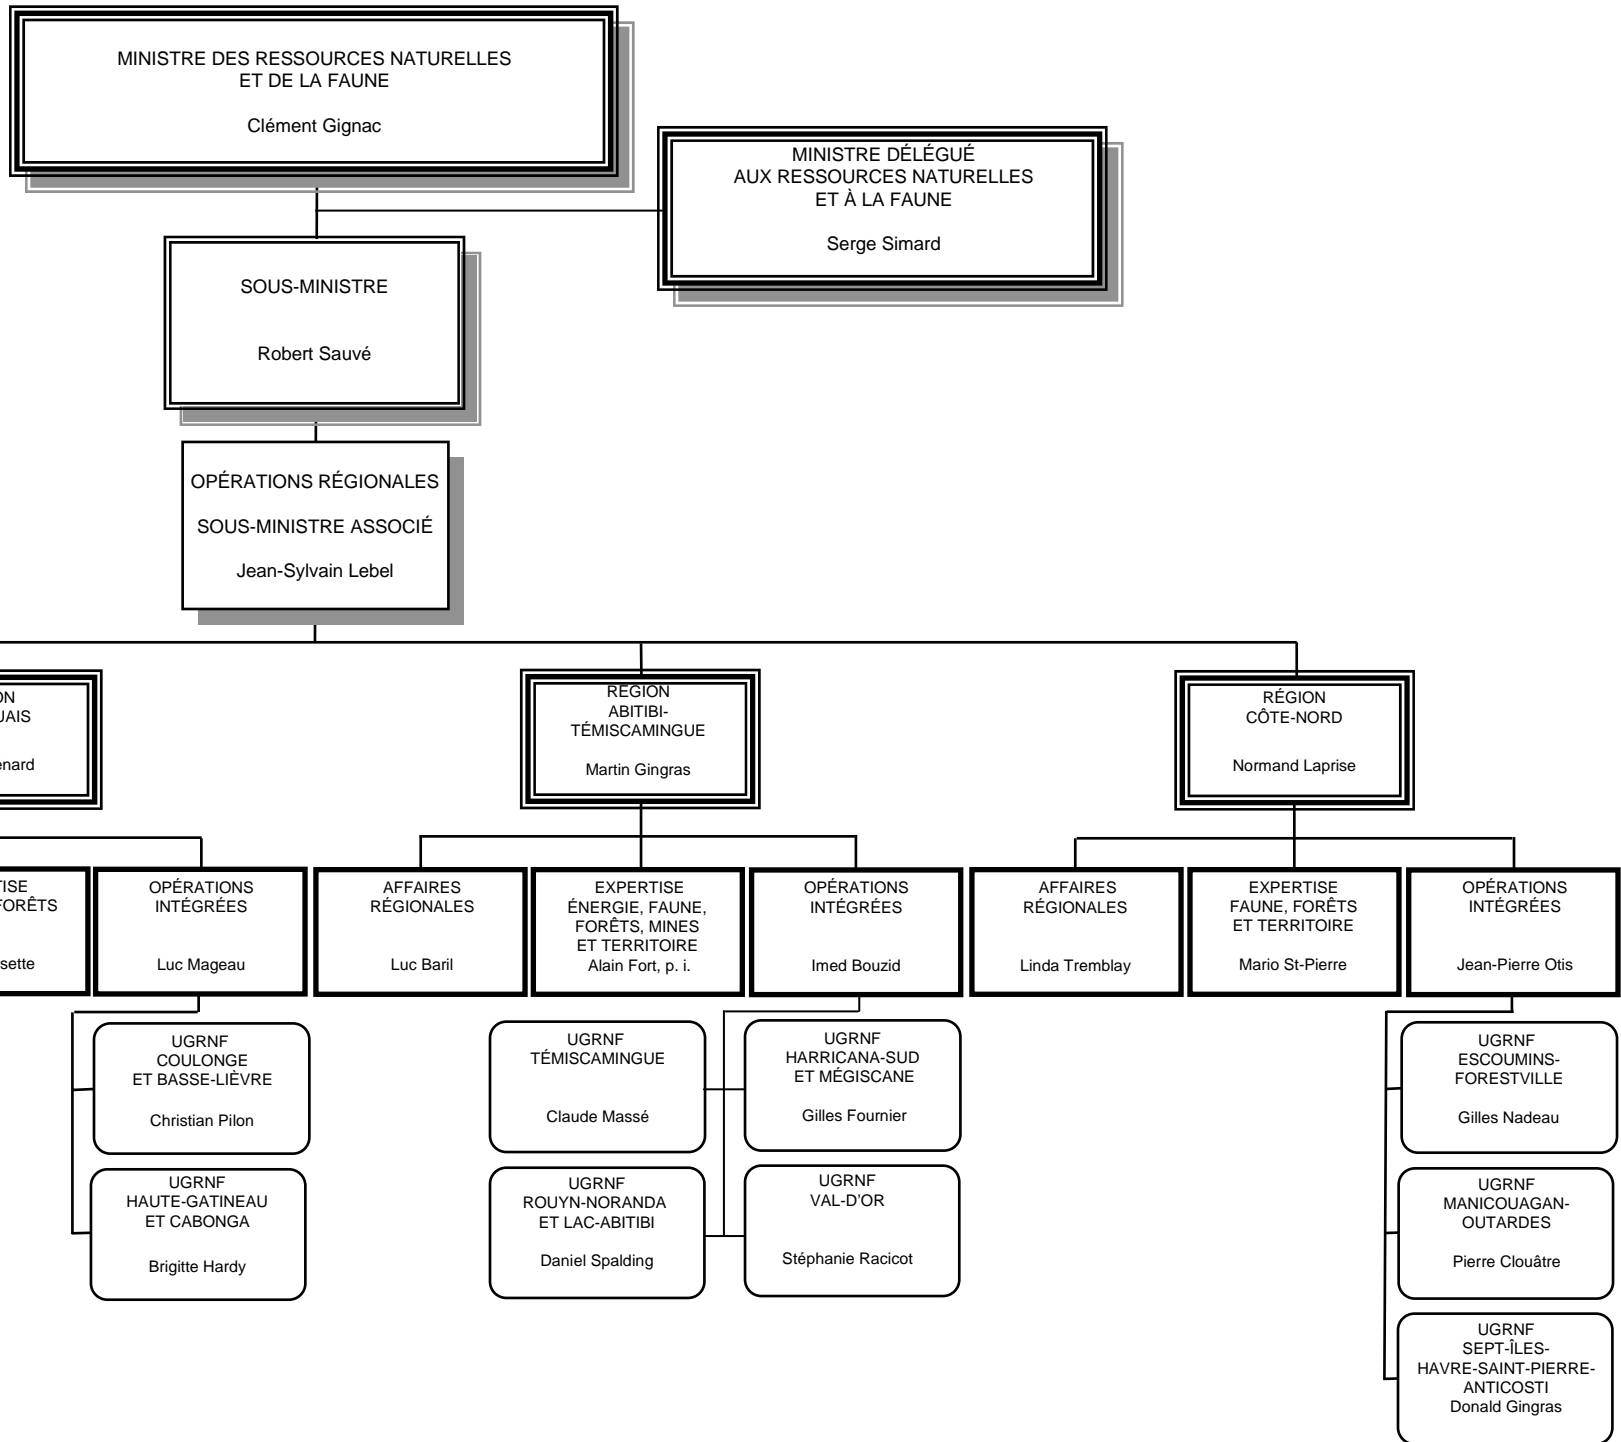 MINISTRE DES RESSOURCES NATURELLES
ET DE LA FAUNE
Clément Gignac
MINISTRE DÉLÉGUÉ
AUX RESSOURCES NATURELLES
ET À LA FAUNE
Serge Simard
SOUS-MINISTRE
Robert Sauvé
OPÉRATIONS RÉGIONALES
SOUS-MINISTRE ASSOCIÉ
Jean-Sylvain Lebel
ON
UAIS
enard
REGION
ABITIBI-
TÉMISCAMINGUE
Martin Gingras
RÉGION
CÔTE-NORD
Normand Laprise
TISE
FORÊTS
sette
OPÉRATIONS
INTÉGRÉES
Luc Mageau
AFFAIRES
RÉGIONALES
Luc Baril
EXPERTISE
ÉNERGIE, FAUNE,
FORÊTS, MINES
ET TERRITOIRE
Alain Fort, p. i.
OPÉRATIONS
INTÉGRÉES
Imed Bouzid
AFFAIRES
RÉGIONALES
Linda Tremblay
EXPERTISE
FAUNE, FORÊTS
ET TERRITOIRE
Mario St-Pierre
OPÉRATIONS
INTÉGRÉES
Jean-Pierre Otis
UGRNF
COULONGE
ET BASSE-LIÈVRE
Christian Pilon
UGRNF
HAUTE-GATINEAU
ET CABONGA
Brigitte Hardy
UGRNF
TÉMISCAMINGUE
Claude Massé
UGRNF
HARRICANA-SUD
ET MÉGISCANE
Gilles Fournier
UGRNF
ROUYN-NORANDA
ET LAC-ABITIBI
Daniel Spalding
UGRNF
VAL-D’OR
Stéphanie Racicot
UGRNF
ESCOUMINS-
FORESTVILLE
Gilles Nadeau
UGRNF
MANICOUAGAN-
OUTARDES
Pierre Clouâtre
UGRNF
SEPT-ÎLES-
HAVRE-SAINT-PIERRE-
ANTICOSTI
Donald Gingras